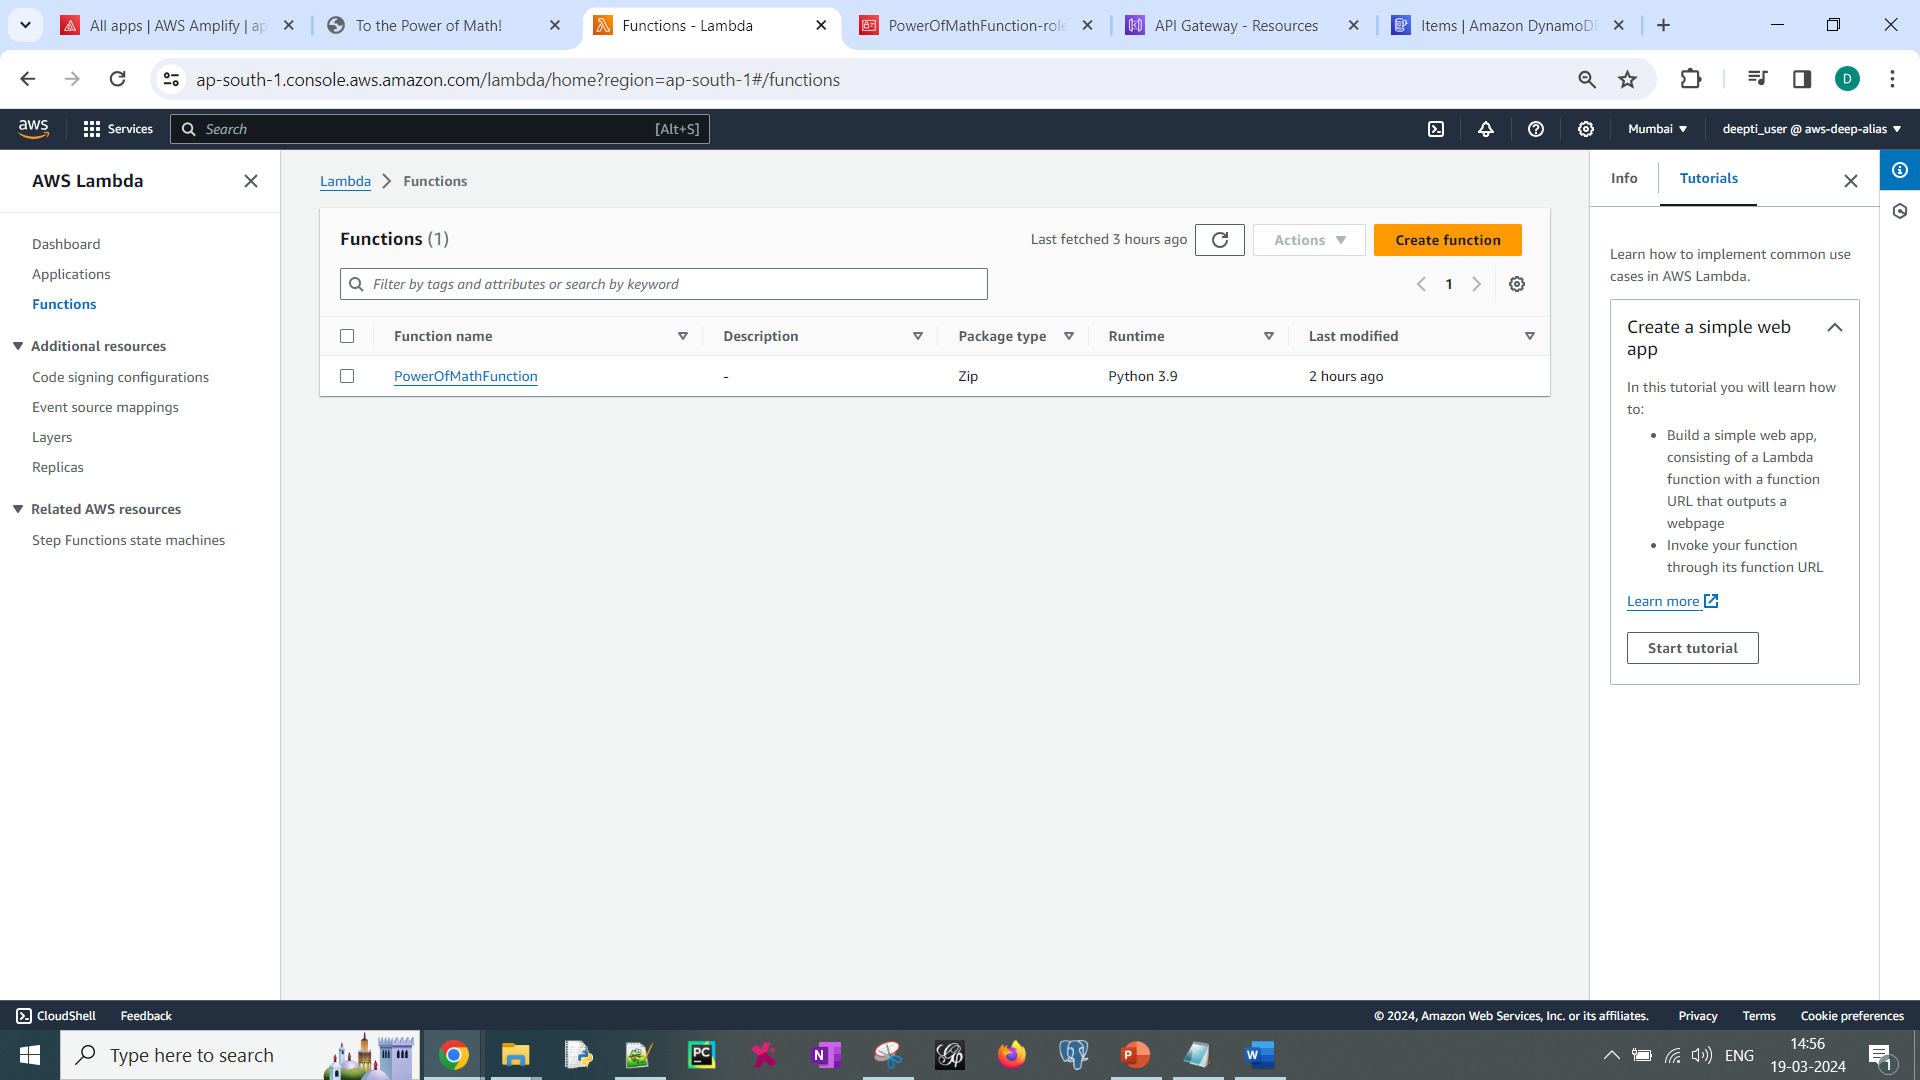 All apps | AWS Amplify | ap
To the Power of Math!
Functions - Lambda
PowerOfMathFunction-role
API Gateway - Resources
Items | Amazon DynamoDB
ap-south-1.console.aws.amazon.com/lambda/home?region=ap-south-1#/functions
D
aws
Services
Search
[Alt+S]
Mumbai
deepti_user @ aws-deep-alias
AWS Lambda
Dashboard
Applications
Functions
Additional resources
Code signing configurations
Event source mappings
Layers
Replicas
Related AWS resources
Step Functions state machines
Lambda > Functions
Functions (1)
Last fetched 3 hours ago
Actions
Create function
Filter by tags and attributes or search by keyword
1
Function name Description Package type Runtime Last modified
PowerOfMathFunction - Zip Python 3.9 2 hours ago
Info
Tutorials
Learn how to implement common use
cases in AWS Lambda.
Create a simple web
app
In this tutorial you will learn how
to:
• Build a simple web app,
consisting of a Lambda
function with a function
URL that outputs a
webpage
• Invoke your function
through its function URL
Learn more
Start tutorial
CloudShell
Feedback
© 2024, Amazon Web Services, Inc. or its affiliates.
Privacy
Terms
Cookie preferences
Type here to search
PC
N
P
W
ENG
14:56
19-03-2024
1